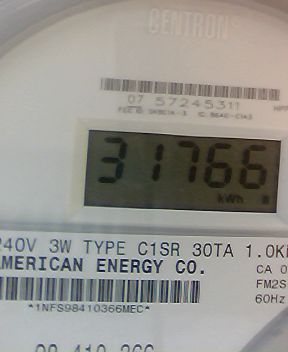 CENTRON
07 57245311
31766
kWh
240V 3W TYPE C1SR 30TA 1.0K
AMERICAN ENERGY CO.
CA 0
FM2S
60Hz
*1NFS98410366MEC*